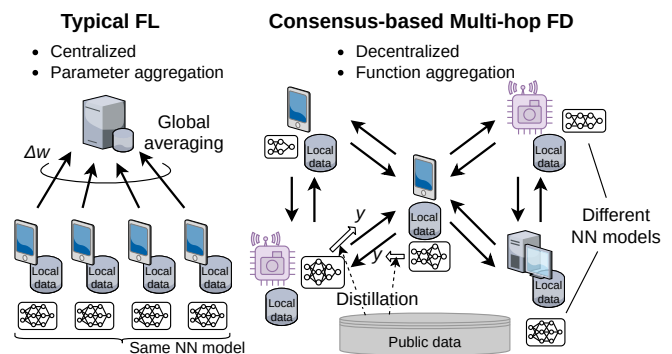 Typical FL
• Centralized
• Parameter aggregation
Global
averaging
Δw
Local
data
Local
data
Local
data
Local
data
Same NN model
Consensus-based Multi-hop FD
• Decentralized
• Function aggregation
Local
data
Local
data
Local
data
Local
data
Local
data
y
y
Distillation
Public data
Different
NN models